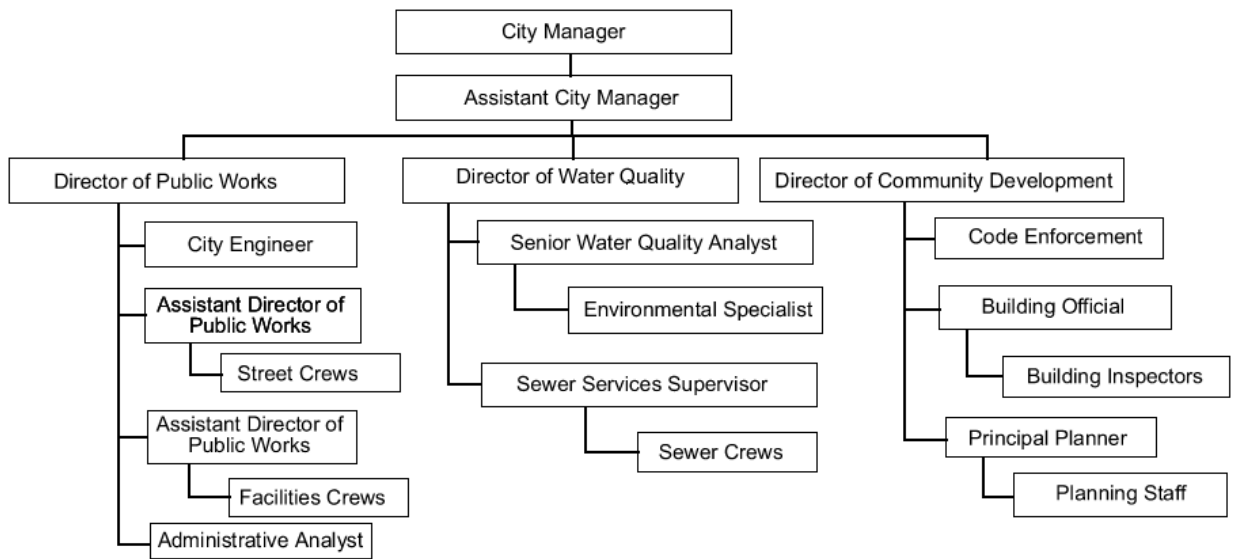 City Manager
Assistant City Manager
Director of Public Works
City Engineer
Assistant Director of
Public Works
Street Crews
Assistant Director of
Public Works
Facilities Crews
Administrative Analyst
Director of Water Quality
Senior Water Quality Analyst
Environmental Specialist
Sewer Services Supervisor
Sewer Crews
Director of Community Development
Code Enforcement
Building Official
Building Inspectors
Principal Planner
Planning Staff